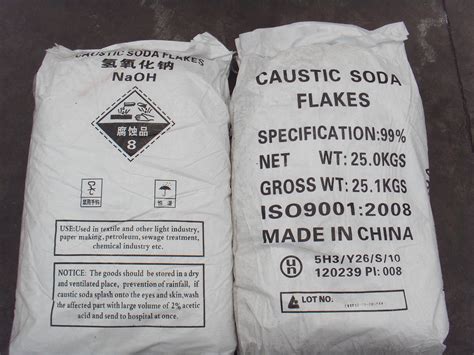 CAUSTIC SODA FLAKES
氢氧化钠
NaOH
腐蚀品
8
USE:Used in textile and other light industry,
paper making, petroleum, sewage treatment,
chemical industry etc.
NOTICE: The goods should be stored in a dry
and ventilated place, prevention of rainfall, if
caustic soda splash onto the eyes and skin,wash
the affected part with large volume of 2% acetic
acid and send to hospital at once.
CAUSTIC SODA
FLAKES
SPECIFICATION:99%
NET WT: 25.0KGS
GROSS WT: 25.1KGS
ISO9001:2008
MADE IN CHINA
un
5H3/Y26/S/10
120239 PI: 008
LOT NO.